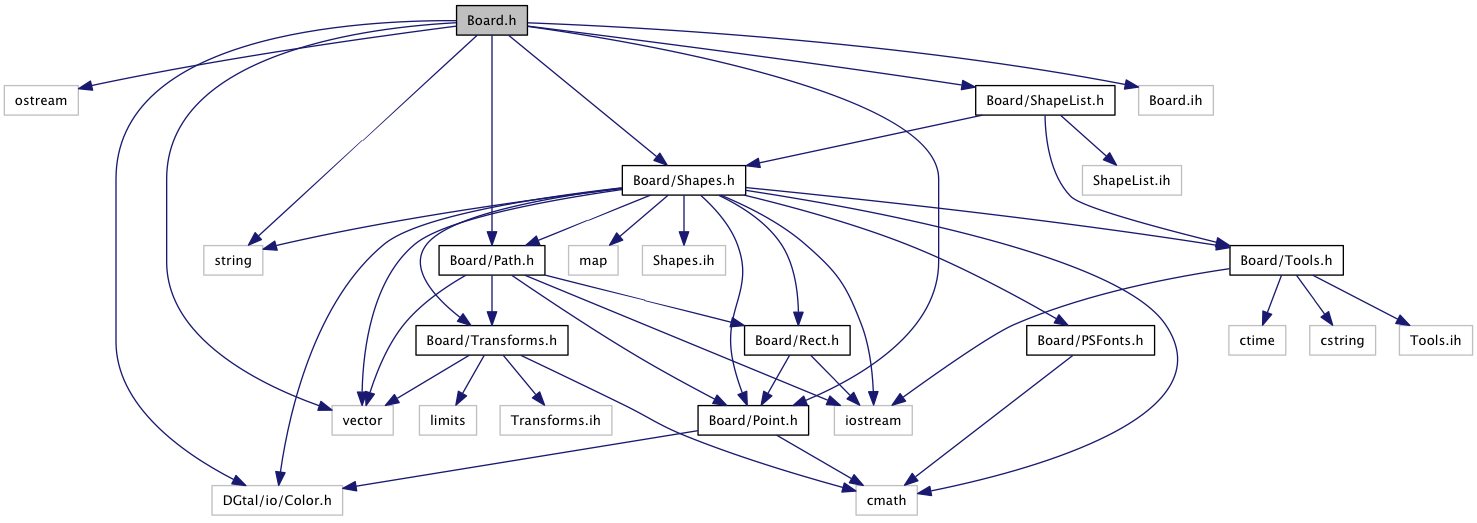 Board.h
ostream
Board/ShapeList.h
Board.ih
Board/Shapes.h
ShapeList.ih
string
Board/Path.h
map
Shapes.ih
Board/Tools.h
Board/Transforms.h
Board/Rect.h
Board/PSFonts.h
ctime
cstring
Tools.ih
vector
limits
Transforms.ih
Board/Point.h
iostream
DGtal/io/Color.h
cmath